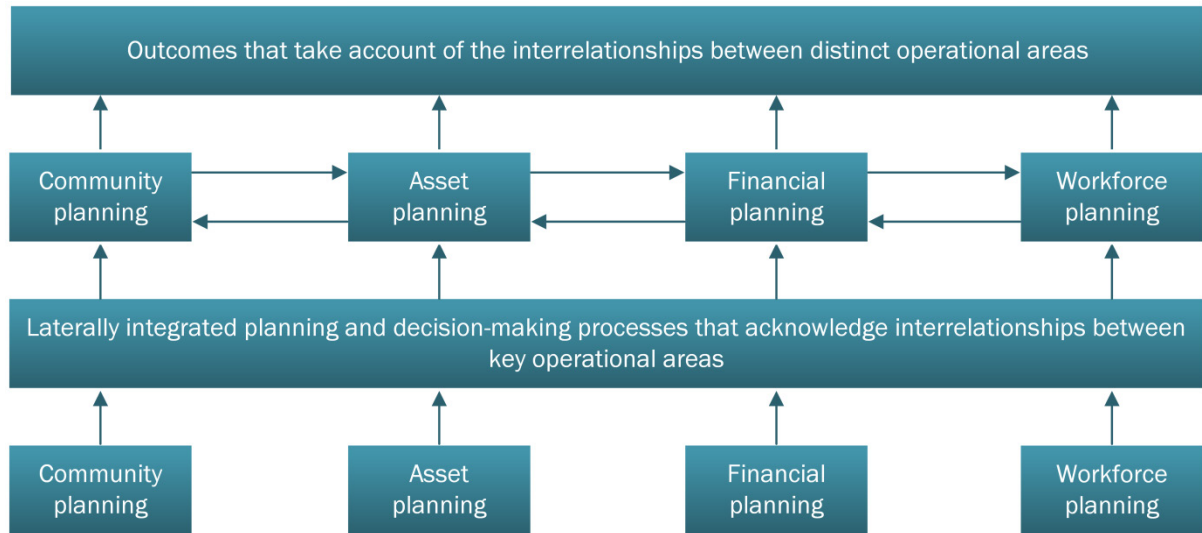 Outcomes that take account of the interrelationships between distinct operational areas
Community
planning
Asset
planning
Financial
planning
Workforce
planning
Laterally integrated planning and decision-making processes that acknowledge interrelationships between
key operational areas
Community
planning
Asset
planning
Financial
planning
Workforce
planning